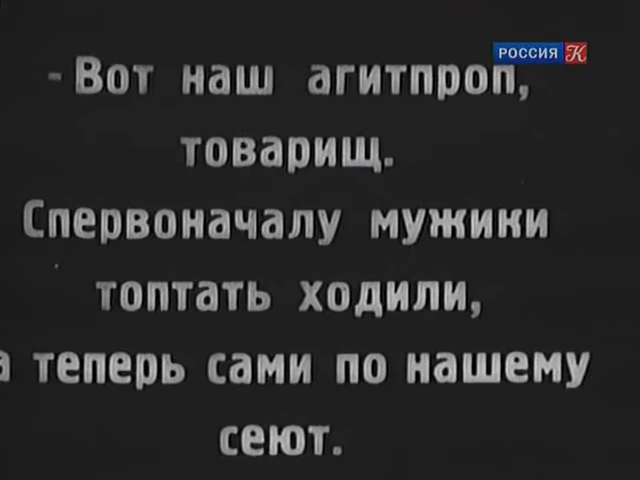 РОССИЯ К
- Вот наш агитпроп,
товарищ.
Спервоначалу мужики
топтать ходили,
а теперь сами по нашему
сеют.